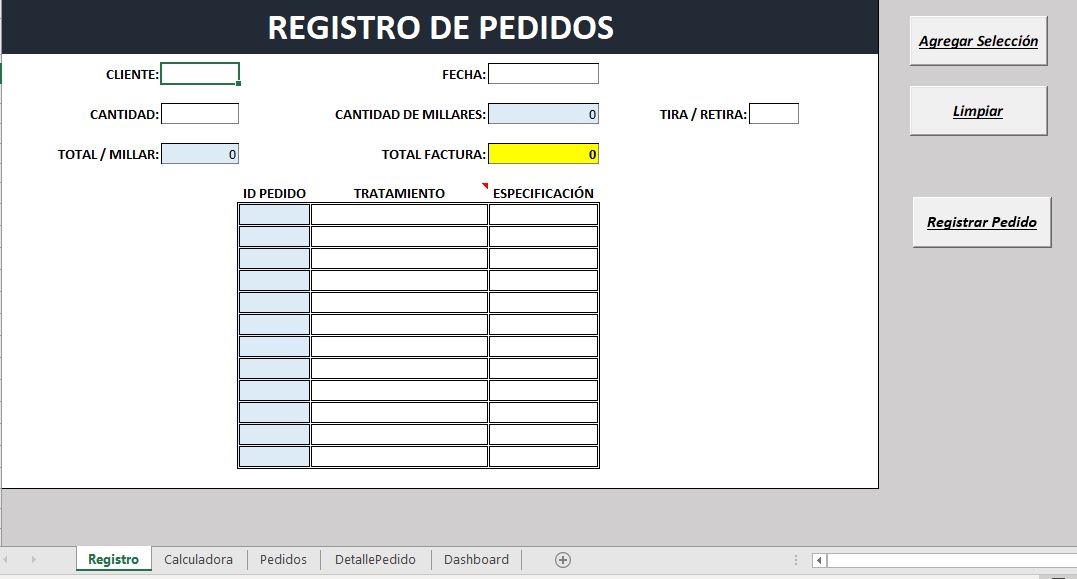 REGISTRO DE PEDIDOS
Agregar Selección
CLIENTE:
FECHA:
Limpiar
CANTIDAD:
CANTIDAD DE MILLARES: 0
TIRA / RETIRA:
TOTAL / MILLAR: 0
TOTAL FACTURA: 0
ID PEDIDO TRATAMIENTO ESPECIFICACIÓN
Registrar Pedido
Registro Calculadora Pedidos DetallePedido Dashboard